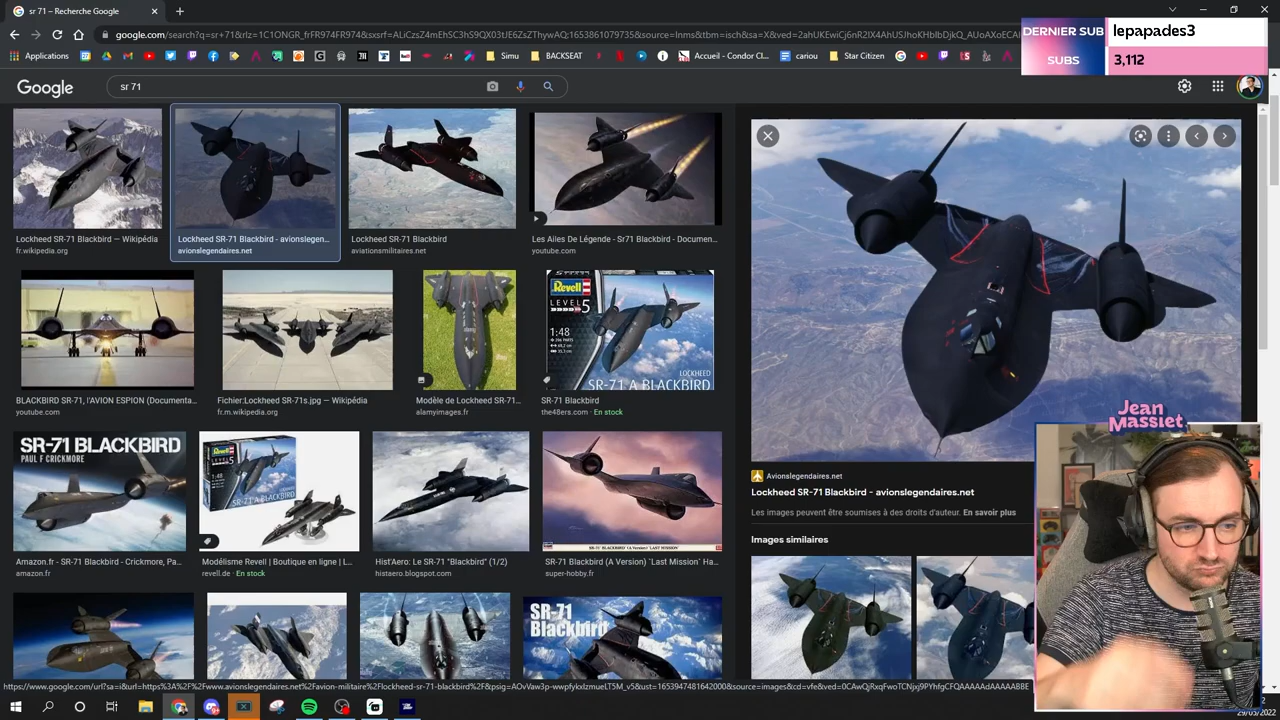 sr 71 – Recherche Google
DERNIER SUB
lepapades3
SUBS
3,112
Applications
Simu
BACKSEAT
Accueil - Condor Cl...
cariou
Star Citizen
Google
sr 71
Lockheed SR-71 Blackbird — Wikipédia
fr.wikipedia.org
Lockheed SR-71 Blackbird - avionslegen...
avionslegendaires.net
Lockheed SR-71 Blackbird
aviationsmilitaires.net
Les Ailes De Légende - Sr71 Blackbird - Documen...
youtube.com
Revell
LEVEL 5
1:48
LOCKHEED
SR-71 A BLACKBIRD
BLACKBIRD SR-71, l'AVION ESPION (Documenta...
youtube.com
Fichier:Lockheed SR-71s.jpg — Wikipédia
fr.m.wikipedia.org
Modèle de Lockheed SR-71...
alamyimages.fr
SR-71 Blackbird
the48ers.com · En stock
Jean
Massiet
SR-71 BLACKBIRD
PAUL F CRICKMORE
Revell
Avionslegendaires.net
Lockheed SR-71 Blackbird - avionslegendaires.net
Les images peuvent être soumises à des droits d'auteur. En savoir plus
Images similaires
Amazon.fr - SR-71 Blackbird - Crickmore, Pa...
amazon.fr
Modélisme Revell | Boutique en ligne | L...
revell.de · En stock
Hist'Aero: Le SR-71 "Blackbird" (1/2)
histaero.blogspot.com
SR-71 Blackbird (A Version) `LAST MISSION` Ha...
super-hobby.fr
SR-71
Blackbird
29/05/2022